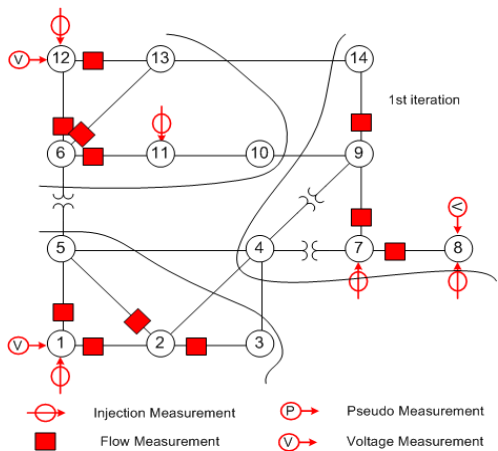 12 13 14
V
1st iteration
6 11 10 9
V
5 4 7 8
V 1 2 3
Injection Measurement P Pseudo Measurement
Flow Measurement V Voltage Measurement